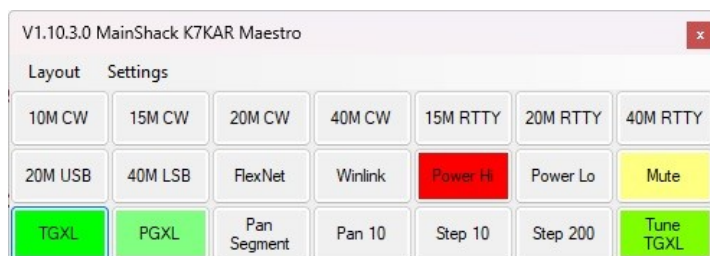 V1.10.3.0 MainShack K7KAR Maestro x
Layout Settings
10M CW 15M CW 20M CW 40M CW 15M RTTY 20M RTTY 40M RTTY
20M USB 40M LSB FlexNet Winlink Power Hi Power Lo Mute
TGXL PGXL Pan Segment Pan 10 Step 10 Step 200 Tune TGXL